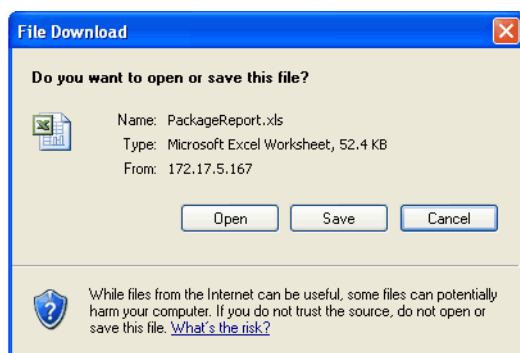 File Download
Do you want to open or save this file?
Name: PackageReport.xls
Type: Microsoft Excel Worksheet, 52.4 KB
From: 172.17.5.167
Open Save Cancel
While files from the Internet can be useful, some files can potentially
harm your computer. If you do not trust the source, do not open or
save this file. What's the risk?